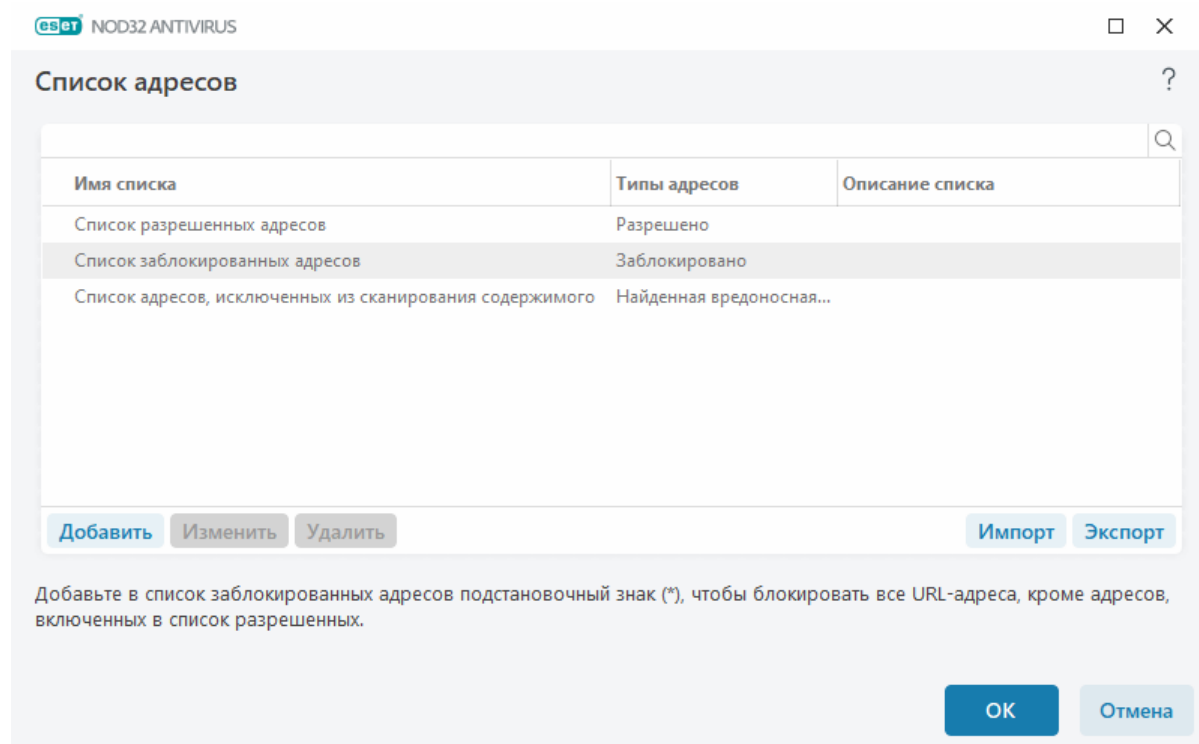 eset NOD32 ANTIVIRUS
Список адресов ?
Имя списка Типы адресов Описание списка
Список разрешенных адресов Разрешено
Список заблокированных адресов Заблокировано
Список адресов, исключенных из сканирования содержимого Найденная вредоносная...
Добавить Изменить Удалить Импорт Экспорт
Добавьте в список заблокированных адресов подстановочный знак (*), чтобы блокировать все URL-адреса, кроме адресов,
включенных в список разрешенных.
ОК Отмена